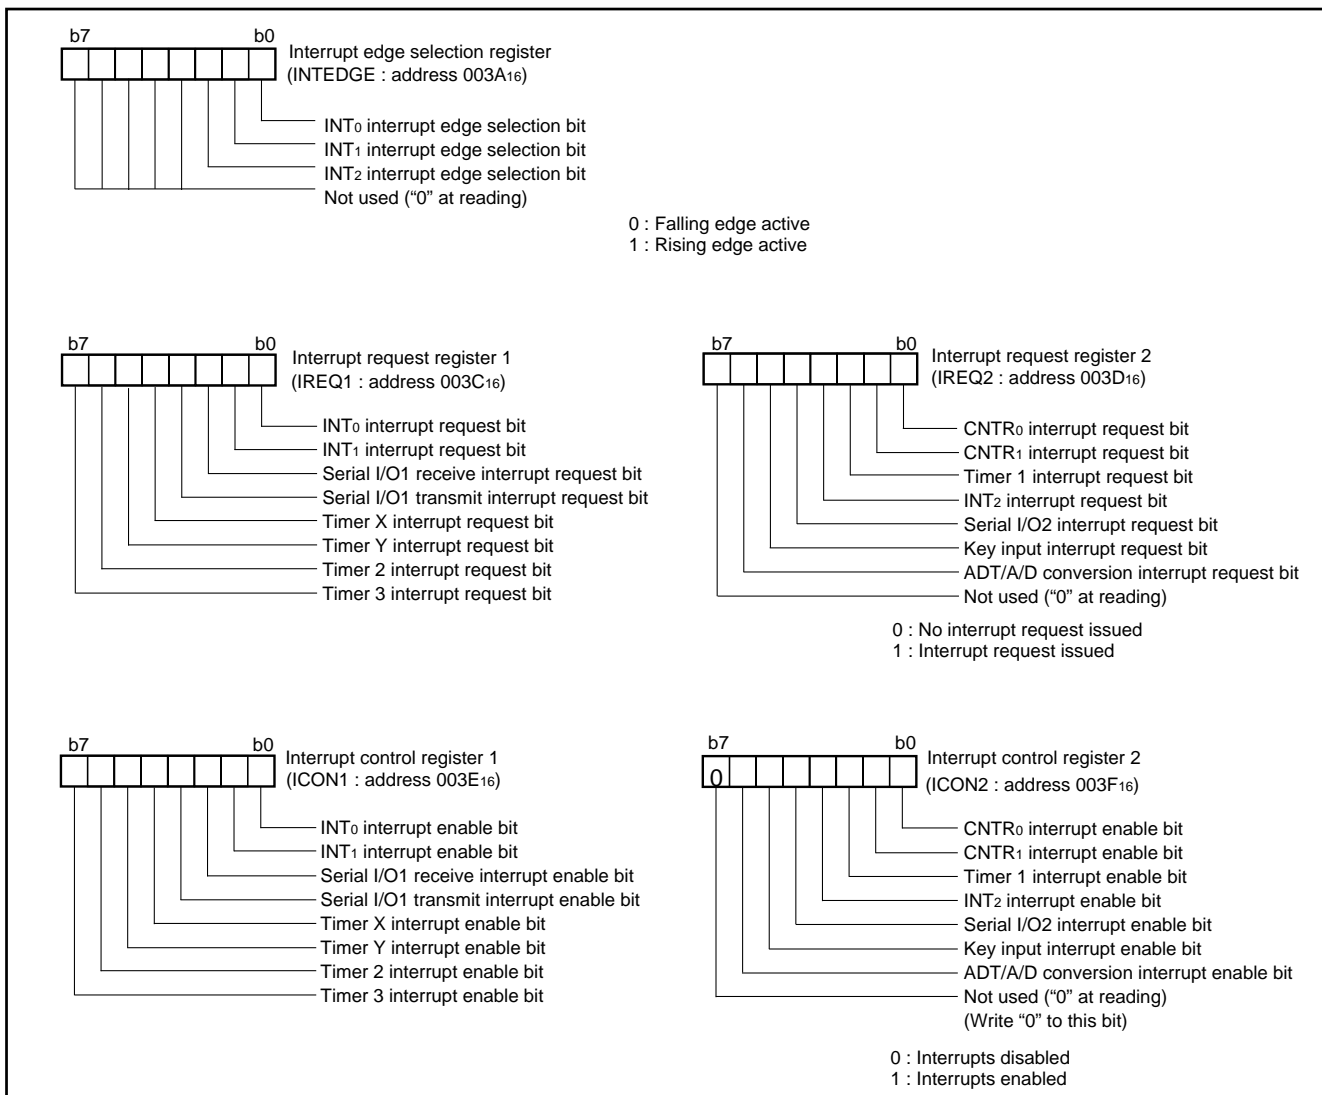 b7 b0
Interrupt edge selection register
(INTEDGE : address 003A16)
INT0 interrupt edge selection bit
INT1 interrupt edge selection bit
INT2 interrupt edge selection bit
Not used (“0” at reading)
0 : Falling edge active
1 : Rising edge active
b7 b0
Interrupt request register 1
(IREQ1 : address 003C16)
INT0 interrupt request bit
INT1 interrupt request bit
Serial I/O1 receive interrupt request bit
Serial I/O1 transmit interrupt request bit
Timer X interrupt request bit
Timer Y interrupt request bit
Timer 2 interrupt request bit
Timer 3 interrupt request bit
b7 b0
Interrupt request register 2
(IREQ2 : address 003D16)
CNTR0 interrupt request bit
CNTR1 interrupt request bit
Timer 1 interrupt request bit
INT2 interrupt request bit
Serial I/O2 interrupt request bit
Key input interrupt request bit
ADT/A/D conversion interrupt request bit
Not used (“0” at reading)
0 : No interrupt request issued
1 : Interrupt request issued
b7 b0
Interrupt control register 1
(ICON1 : address 003E16)
INT0 interrupt enable bit
INT1 interrupt enable bit
Serial I/O1 receive interrupt enable bit
Serial I/O1 transmit interrupt enable bit
Timer X interrupt enable bit
Timer Y interrupt enable bit
Timer 2 interrupt enable bit
Timer 3 interrupt enable bit
b7 b0
Interrupt control register 2
0
(ICON2 : address 003F16)
CNTR0 interrupt enable bit
CNTR1 interrupt enable bit
Timer 1 interrupt enable bit
INT2 interrupt enable bit
Serial I/O2 interrupt enable bit
Key input interrupt enable bit
ADT/A/D conversion interrupt enable bit
Not used (“0” at reading)
(Write “0” to this bit)
0 : Interrupts disabled
1 : Interrupts enabled